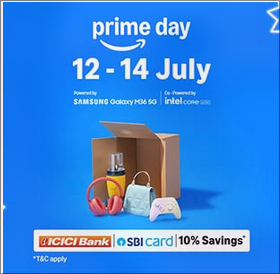 prime day
12 - 14 July
Powered by
SAMSUNG Galaxy M36 5G
Co - Powered by
intel CORE
ICICI Bank
SBI card
10% Savings*
*T&C apply